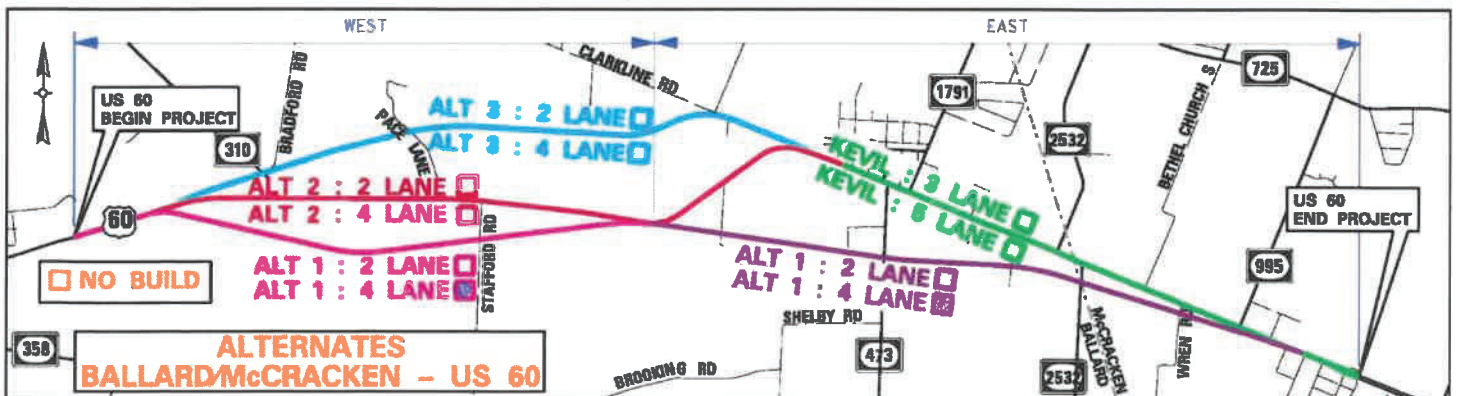 WEST
EAST
US 60
BEGIN PROJECT
310
BRADFORD RD
PACE LANE
CLARKLINE RD
1791
2532
BETHEL CHURCH
725
ALT 3 : 2 LANE
ALT 3 : 4 LANE
ALT 2 : 2 LANE
ALT 2 : 4 LANE
60
ALT 1 : 2 LANE
ALT 1 : 4 LANE
STAFFORD RD
KEVIL : 3 LANE
KEVIL : 5 LANE
ALT 1 : 2 LANE
ALT 1 : 4 LANE
US 60
END PROJECT
995
NO BUILD
358
ALTERNATES
BALLARD/McCRACKEN - US 60
SHELBY RD
473
BROOKING RD
2532
McCRACKEN
BALLARD
WREN RD